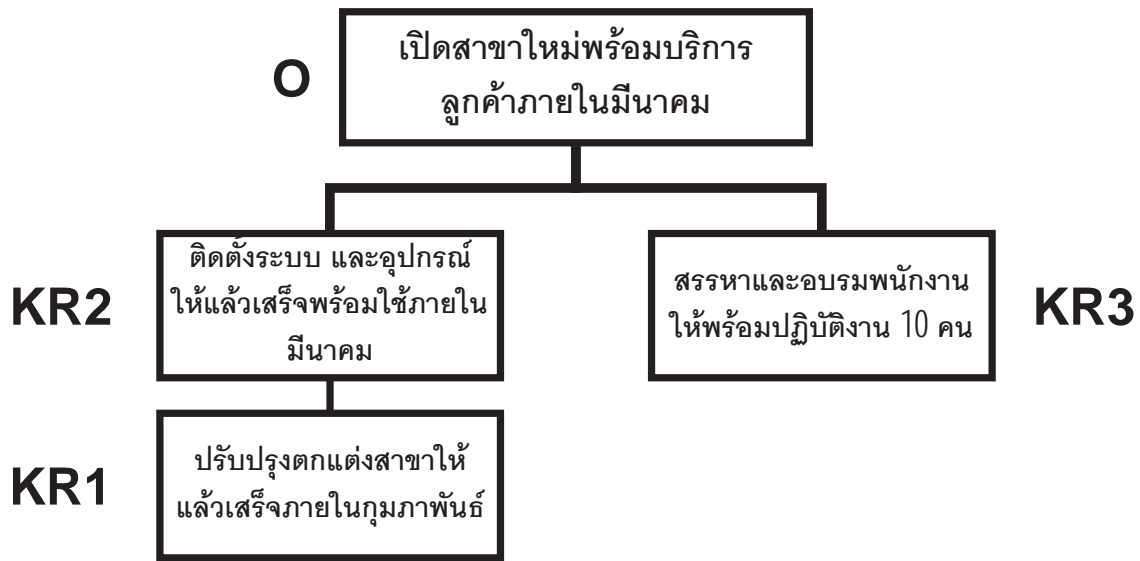 O
เปิดสาขาใหม่พร้อมบริการ
ลูกค้าภายในมีนาคม
KR2
ติดตั้งระบบ และอุปกรณ์
ให้แล้วเสร็จพร้อมใช้ภายใน
มีนาคม
สรรหาและอบรมพนักงาน
ให้พร้อมปฏิบัติงาน 10 คน
KR3
KR1
ปรับปรุงตกแต่งสาขาให้
แล้วเสร็จภายในกุมภาพันธ์